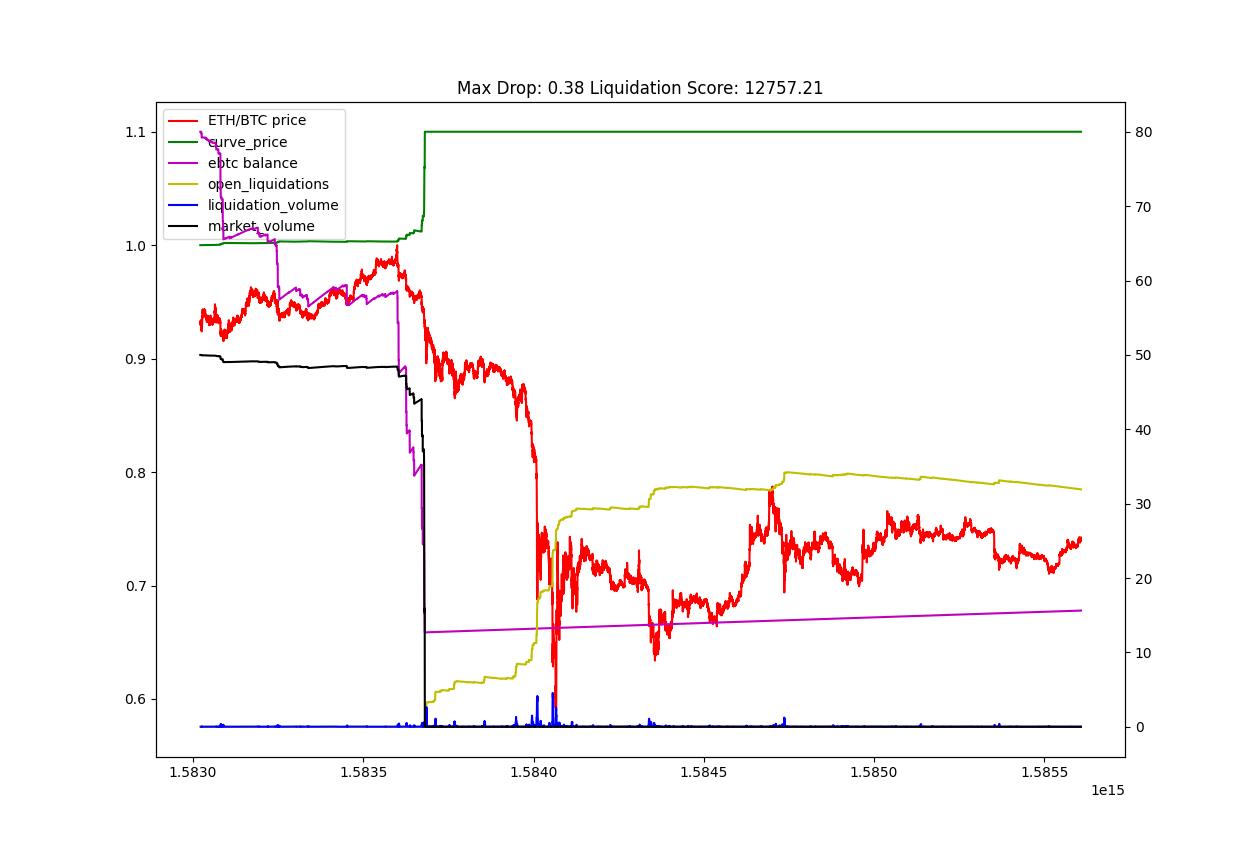 Max Drop: 0.38 Liquidation Score: 12757.21
ETH/BTC price
curve_price
ebtc balance
open_liquidations
liquidation_volume
market_volume
1.1
1.0
0.9
0.8
0.7
0.6
80
70
60
50
40
30
20
10
0
1.5830 1.5835 1.5840 1.5845 1.5850 1.5855
1e15